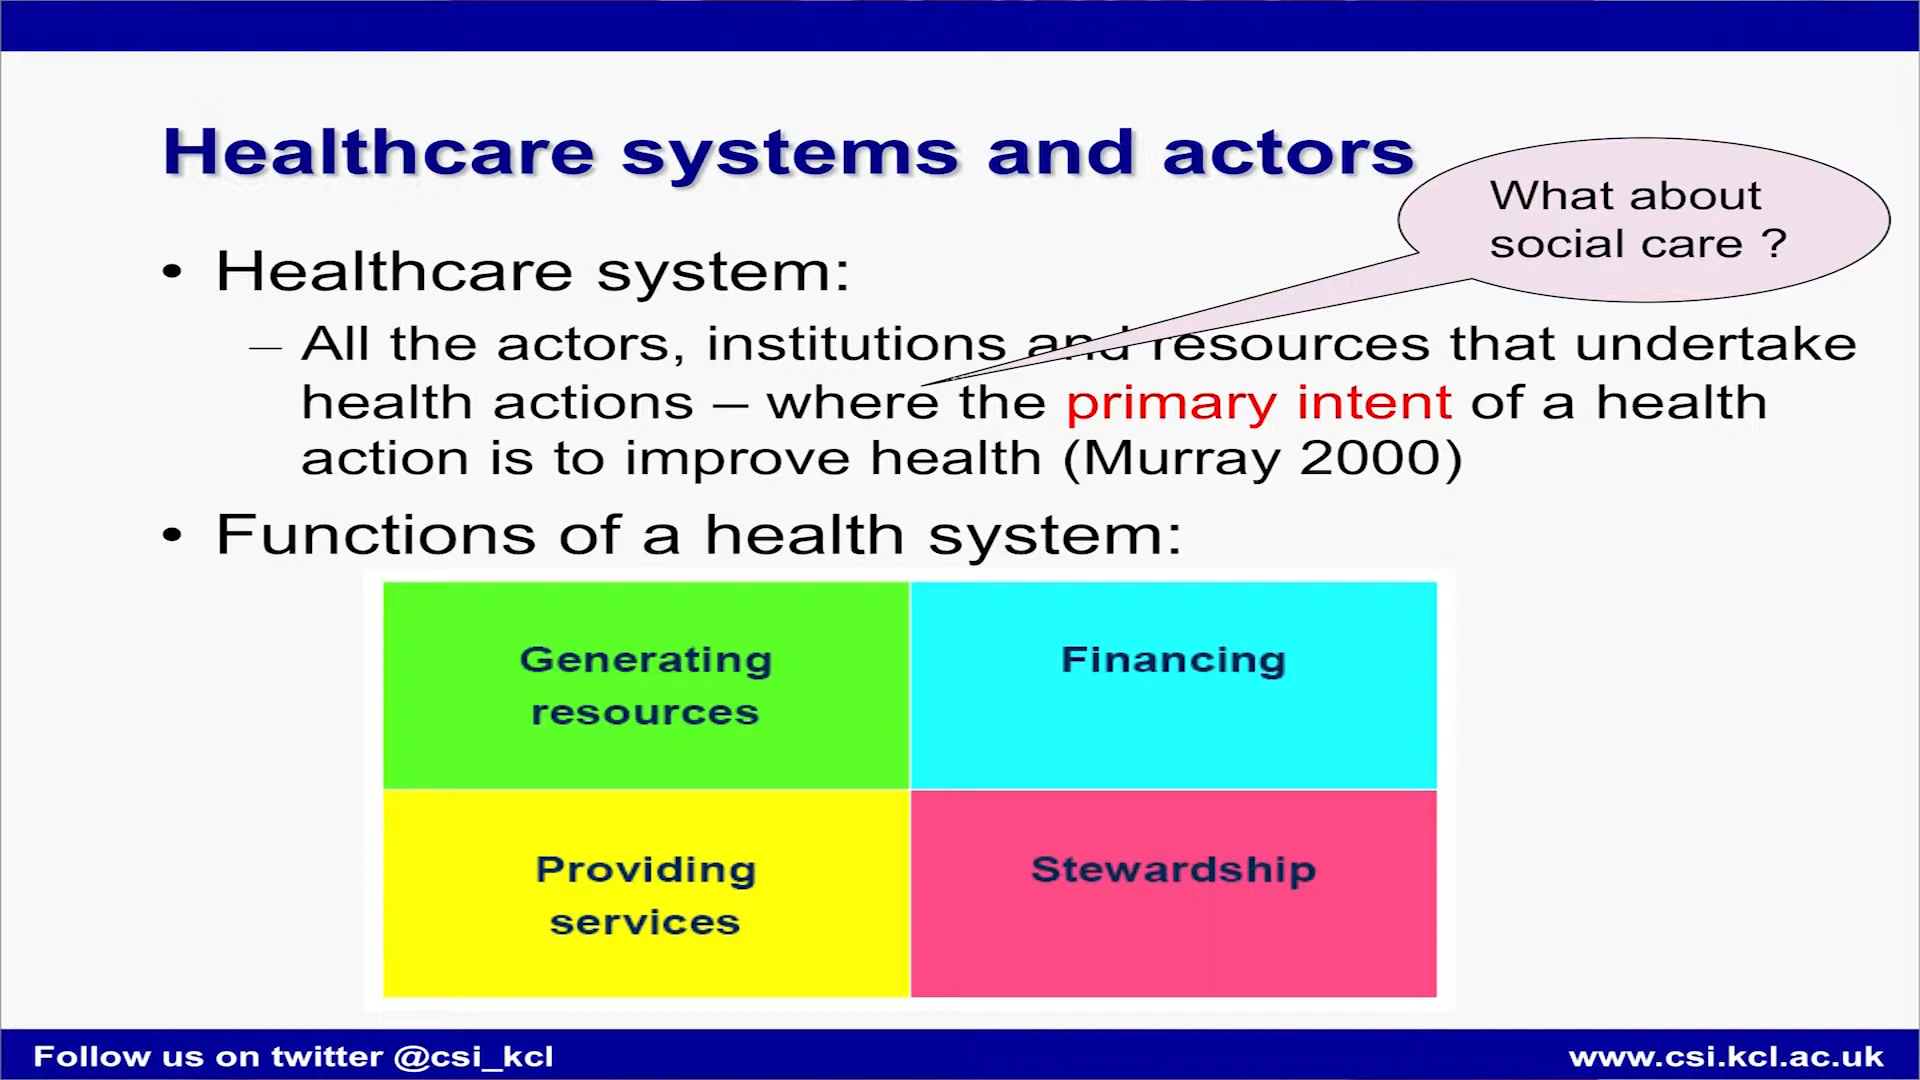 Healthcare systems and actors
What about
social care ?
• Healthcare system:
– All the actors, institutions and resources that undertake
health actions – where the primary intent of a health
action is to improve health (Murray 2000)
• Functions of a health system:
Generating
resources
Financing
Providing
services
Stewardship
Follow us on twitter @csi_kcl
www.csi.kcl.ac.uk